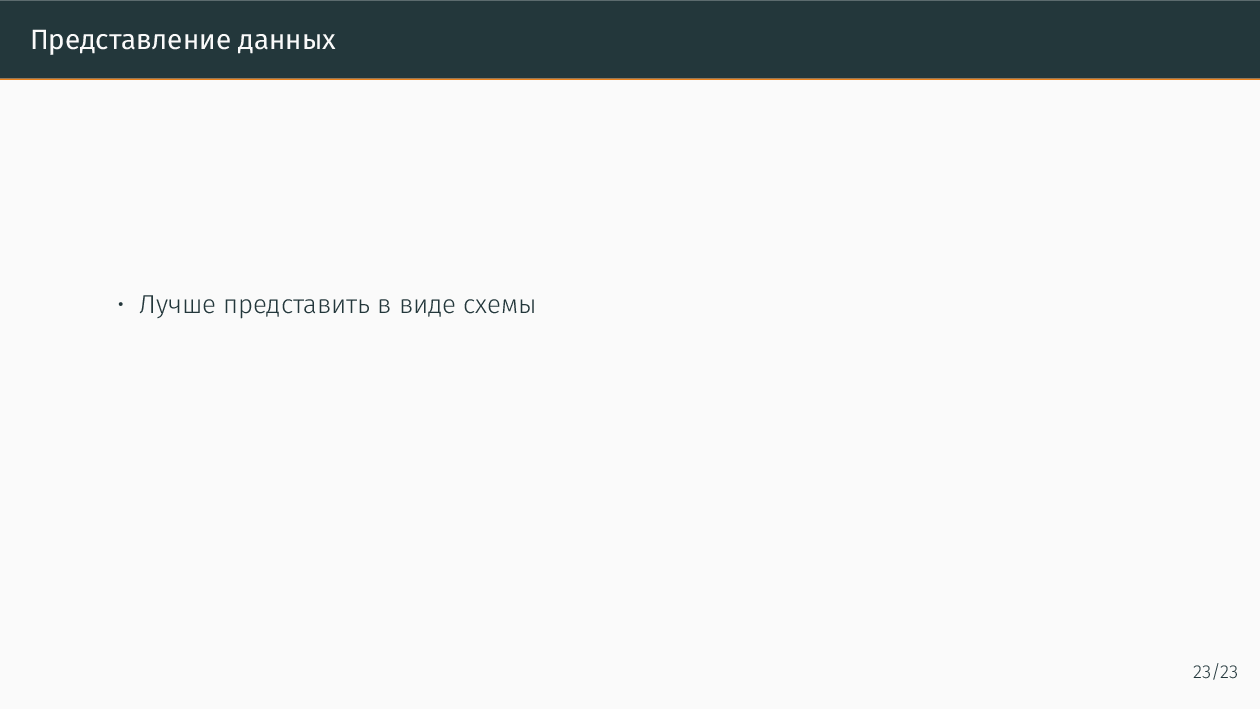 Представление данных
• Лучше представить в виде схемы
23/23